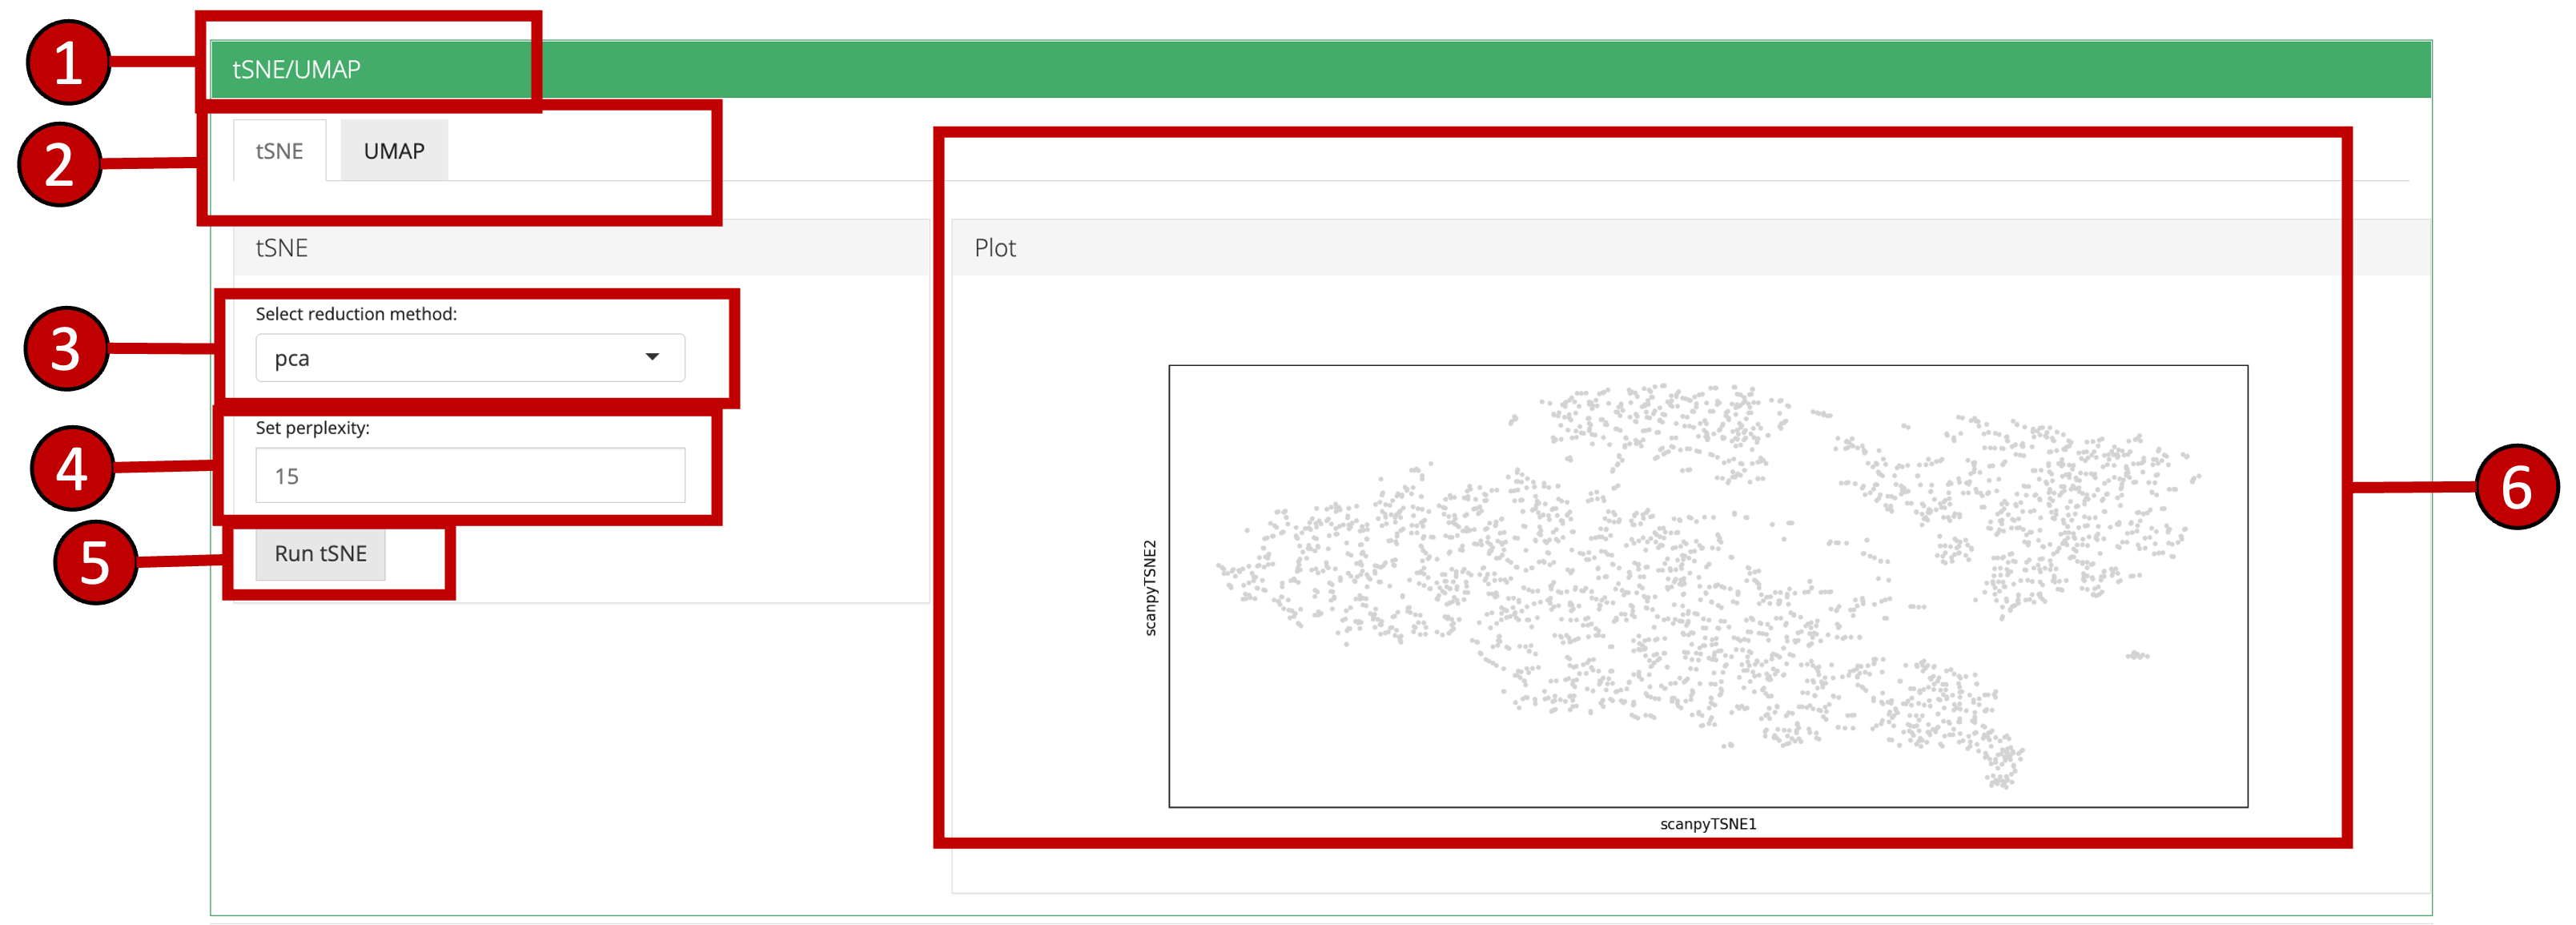 1
tSNE/UMAP
2
tSNE
UMAP
tSNE
Plot
3
Select reduction method:
pca
4
Set perplexity:
15
5
Run tSNE
6
scanpyTSNE2
scanpyTSNE1